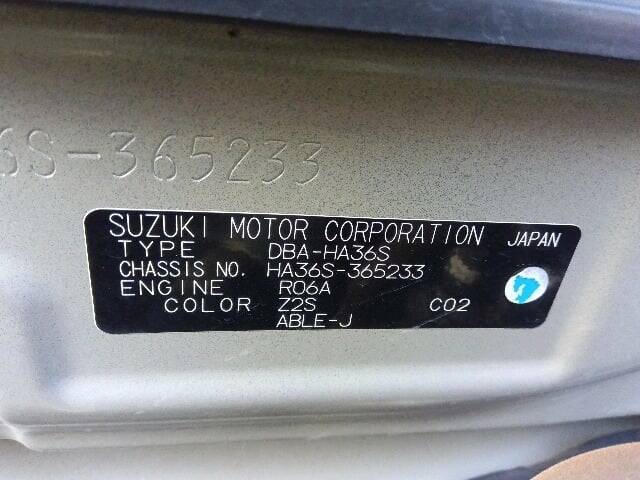 6S-365233
SUZUKI MOTOR CORPORATION JAPAN
TYPE DBA-HA36S
CHASSIS NO. HA36S-365233
ENGINE R06A
COLOR Z2S C02
ABLE-J